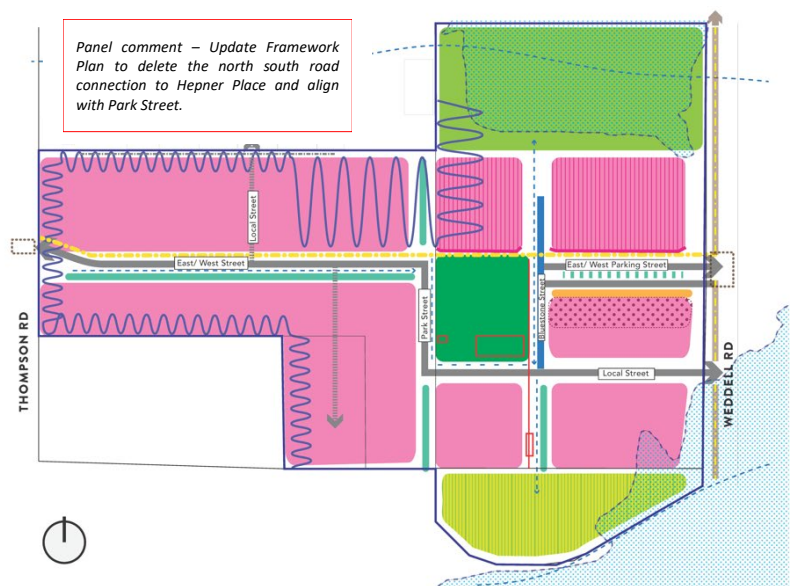 Panel comment – Update Framework
Plan to delete the north south road
connection to Hepner Place and align
with Park Street.
Local Street
East/ West Street
East/ West Parking Street
Park Street
Bluestone Street
Local Street
THOMPSON RD
WEDDELL RD